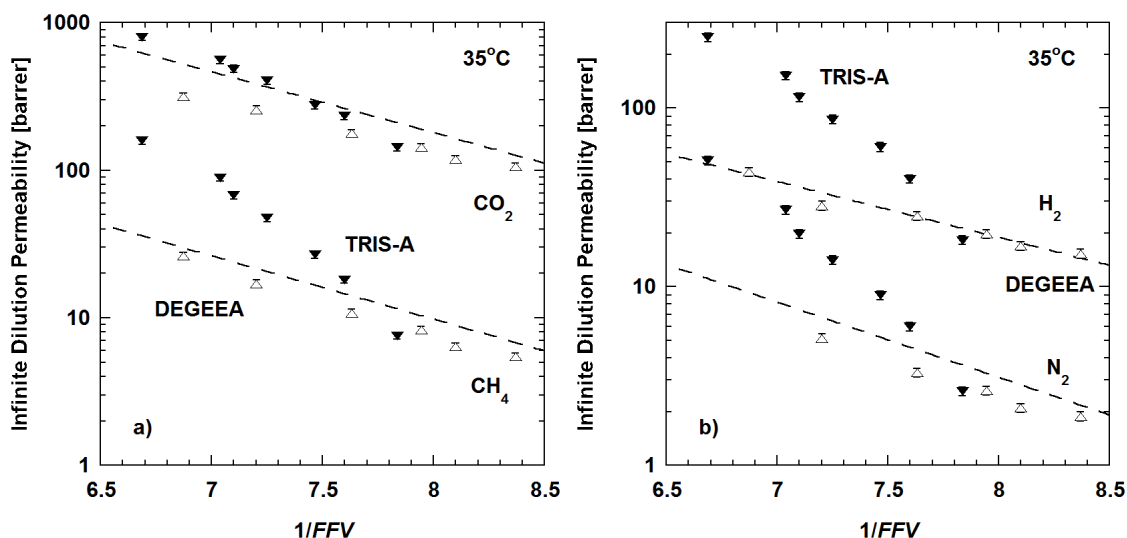 Infinite Dilution Permeability [barrer]
1000
100
10
1
35°C
CO2
TRIS-A
DEGEEA
CH4
a)
6.5 7 7.5 8 8.5
1/FFV
Infinite Dilution Permeability [barrer]
100
10
1
35°C
TRIS-A
H2
DEGEEA
N2
b)
6.5 7 7.5 8 8.5
1/FFV